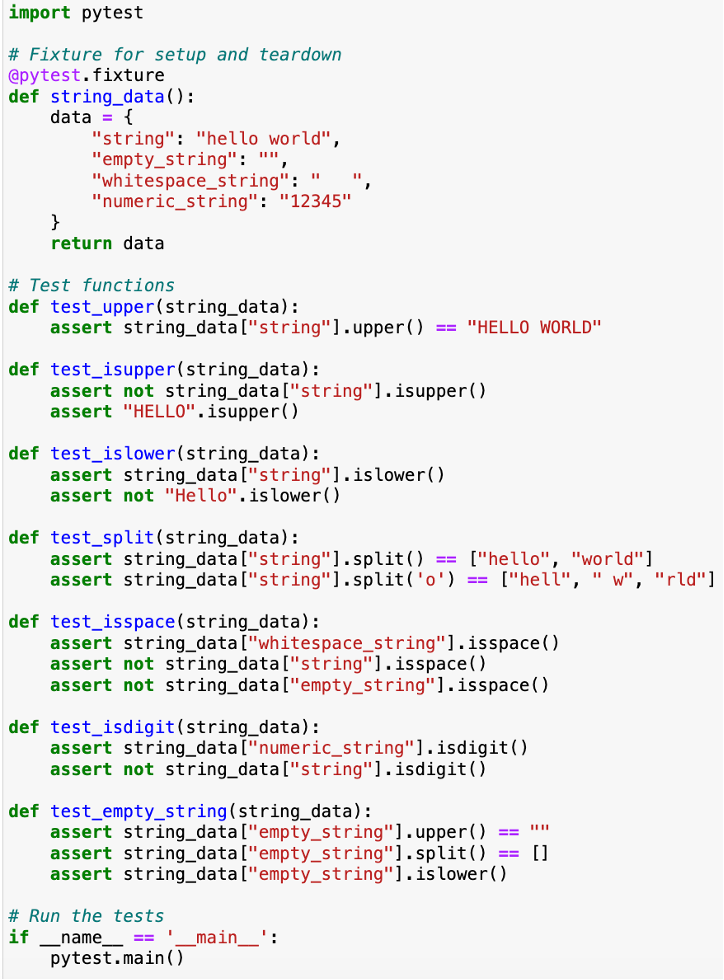 import pytest

# Fixture for setup and teardown
@pytest.fixture
def string_data():
    data = {
        "string": "hello world",
        "empty_string": "",
        "whitespace_string": "   ",
        "numeric_string": "12345"
    }
    return data

# Test functions
def test_upper(string_data):
    assert string_data["string"].upper() == "HELLO WORLD"

def test_isupper(string_data):
    assert not string_data["string"].isupper()
    assert "HELLO".isupper()

def test_islower(string_data):
    assert string_data["string"].islower()
    assert not "Hello".islower()

def test_split(string_data):
    assert string_data["string"].split() == ["hello", "world"]
    assert string_data["string"].split('o') == ["hell", " w", "rld"]

def test_isspace(string_data):
    assert string_data["whitespace_string"].isspace()
    assert not string_data["string"].isspace()
    assert not string_data["empty_string"].isspace()

def test_isdigit(string_data):
    assert string_data["numeric_string"].isdigit()
    assert not string_data["string"].isdigit()

def test_empty_string(string_data):
    assert string_data["empty_string"].upper() == ""
    assert string_data["empty_string"].split() == []
    assert string_data["empty_string"].islower()

# Run the tests
if __name__ == '__main__':
    pytest.main()